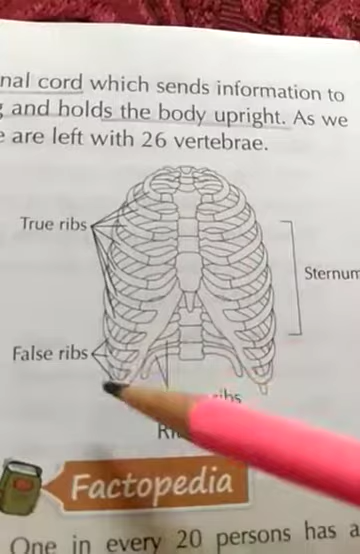 nal cord which sends information to
and holds the body upright. As we
are left with 26 vertebrae.
True ribs
Sternum
False ribs
Factopedia
One in every 20 persons has a